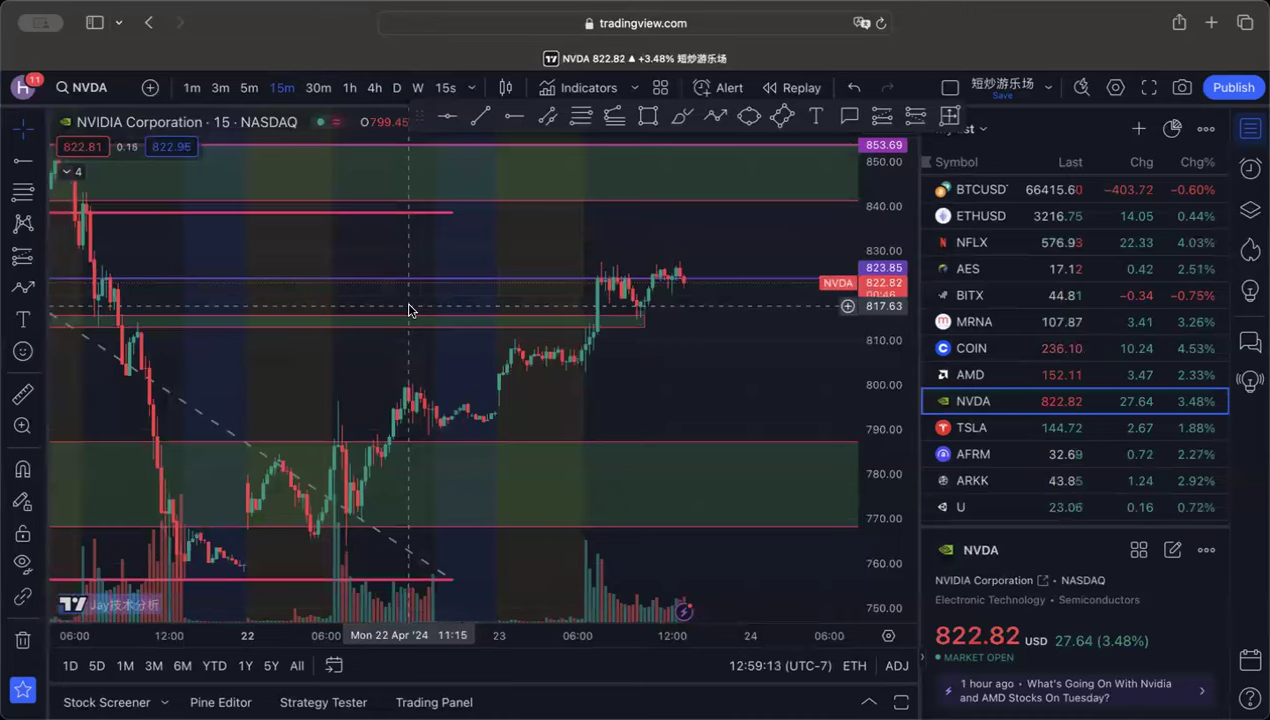 tradingview.com
NVDA 822.82 ▲ +3.48% 短炒游乐场
H 11 NVDA 1m 3m 5m 15m 30m 1h 4h D W 15s Indicators Alert Replay 短炒游乐场 Save Publish
NVIDIA Corporation · 15 · NASDAQ O799.45
822.81 0.16 822.95
4
853.69
850.00
840.00
830.00
823.85
NVDA 822.82
817.63
810.00
800.00
790.00
780.00
770.00
760.00
750.00
Jay技术分析
06:00 12:00 22 06:00 Mon 22 Apr '24 11:15 23 06:00 12:00 24 06:00
1D 5D 1M 3M 6M YTD 1Y 5Y All 12:59:13 (UTC-7) ETH ADJ
Stock Screener Pine Editor Strategy Tester Trading Panel
Symbol Last Chg Chg%
BTCUSD 66415.60 −403.72 −0.60%
ETHUSD 3216.75 14.05 0.44%
NFLX 576.93 22.33 4.03%
AES 17.12 0.42 2.51%
BITX 44.81 −0.34 −0.75%
MRNA 107.87 3.41 3.26%
COIN 236.10 10.24 4.53%
AMD 152.11 3.47 2.33%
NVDA 822.82 27.64 3.48%
TSLA 144.72 2.67 1.88%
AFRM 32.69 0.72 2.27%
ARKK 43.85 1.24 2.92%
U 23.06 0.16 0.72%
NVDA
NVIDIA Corporation • NASDAQ
Electronic Technology • Semiconductors
822.82 USD 27.64 (3.48%)
MARKET OPEN
1 hour ago • What's Going On With Nvidia
and AMD Stocks On Tuesday?